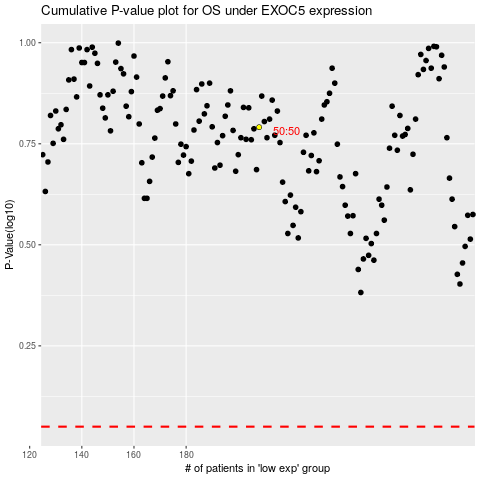 Cumulative P-value plot for OS under EXOC5 expression
1.00
0.75
0.50
0.25
P-Value(log10)
50:50
120 140 160 180
# of patients in 'low exp' group